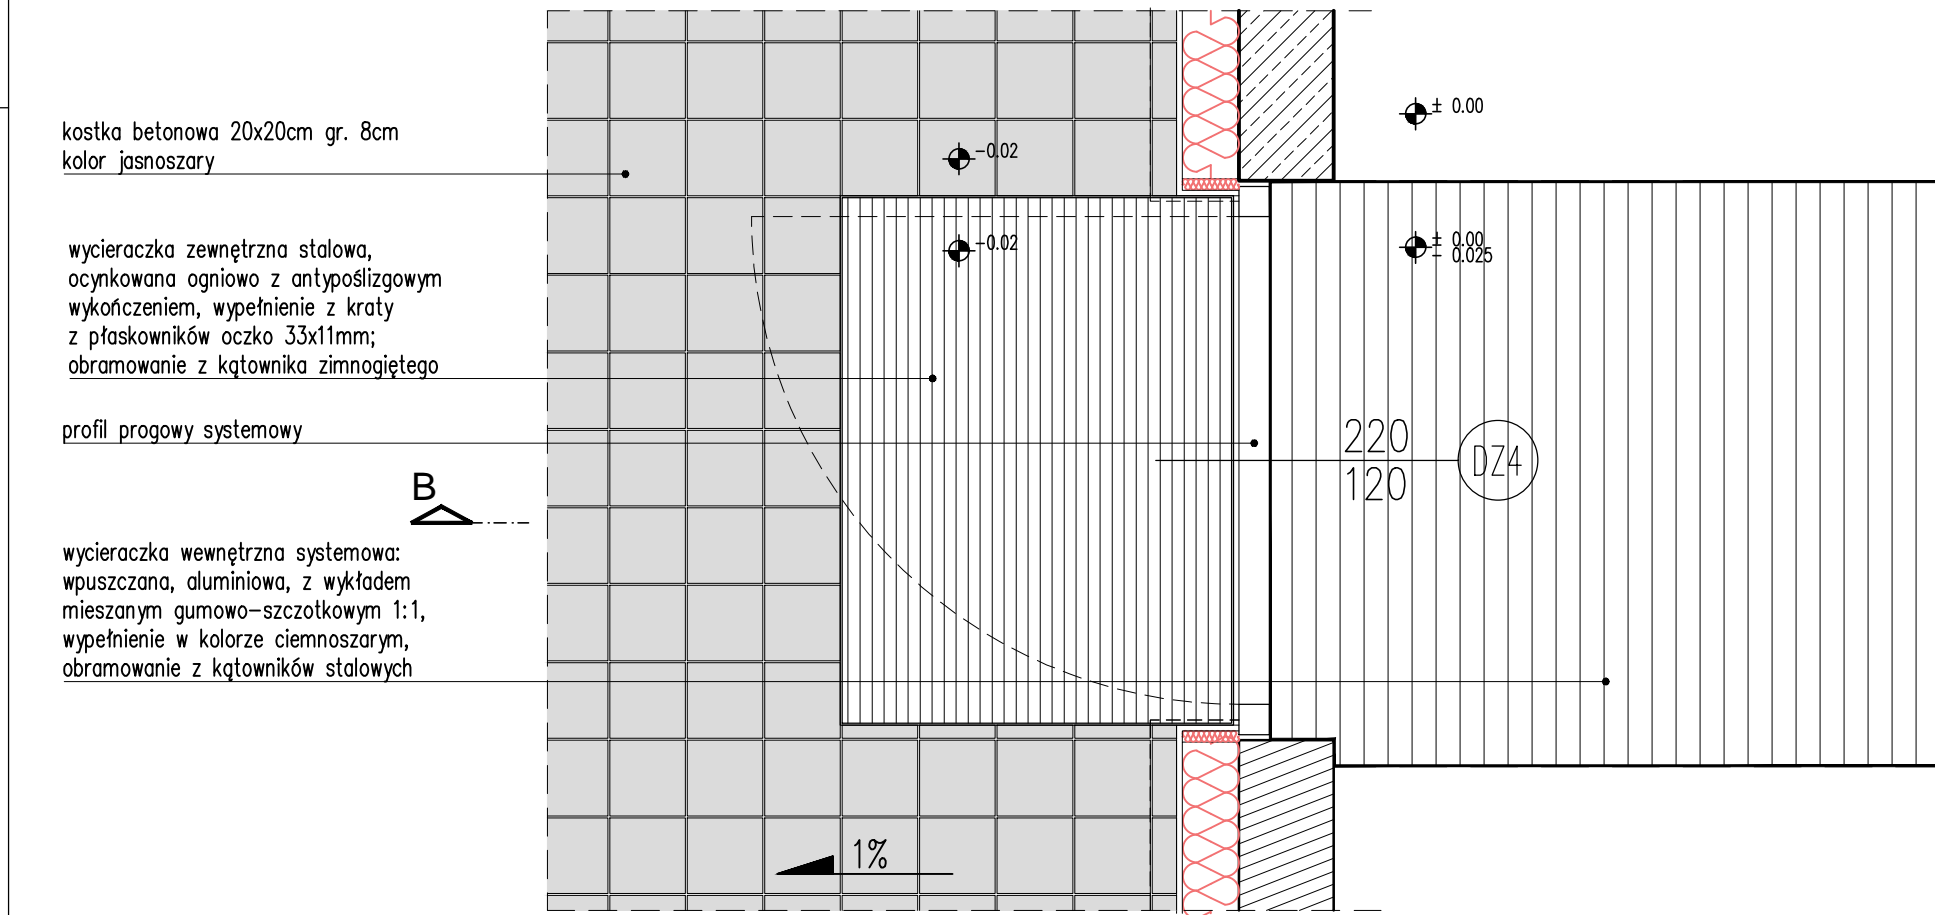 kostka betonowa 20x20cm gr. 8cm
kolor jasnoszary
wycieraczka zewnętrzna stalowa,
ocynkowana ogniowo z antypoślizgowym
wykończeniem, wypełnienie z kraty
z płaskowników oczko 33x11mm;
obramowanie z kątownika zimnogiętego
profil progowy systemowy
B
wycieraczka wewnętrzna systemowa:
wpuszczana, aluminiowa, z wykładem
mieszanym gumowo-szczotkowym 1:1,
wypełnienie w kolorze ciemnoszarym,
obramowanie z kątowników stalowych
-0.02
-0.02
± 0.00
± 0.00
- 0.025
220
120
DZ4
1%